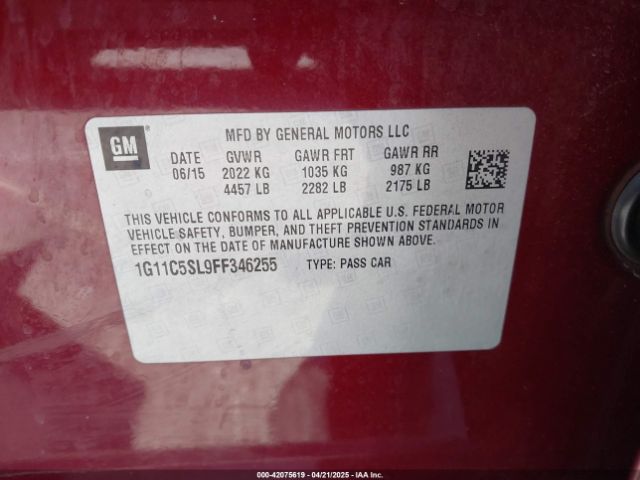 GM
MFD BY GENERAL MOTORS LLC
DATE GVWR GAWR FRT GAWR RR
06/15 2022 KG 1035 KG 987 KG
4457 LB 2282 LB 2175 LB
THIS VEHICLE CONFORMS TO ALL APPLICABLE U.S. FEDERAL MOTOR
VEHICLE SAFETY, BUMPER, AND THEFT PREVENTION STANDARDS IN
EFFECT ON THE DATE OF MANUFACTURE SHOWN ABOVE.
1G11C5SL9FF346255 TYPE: PASS CAR
000-42075619 - 04/21/2025 - IAA Inc.